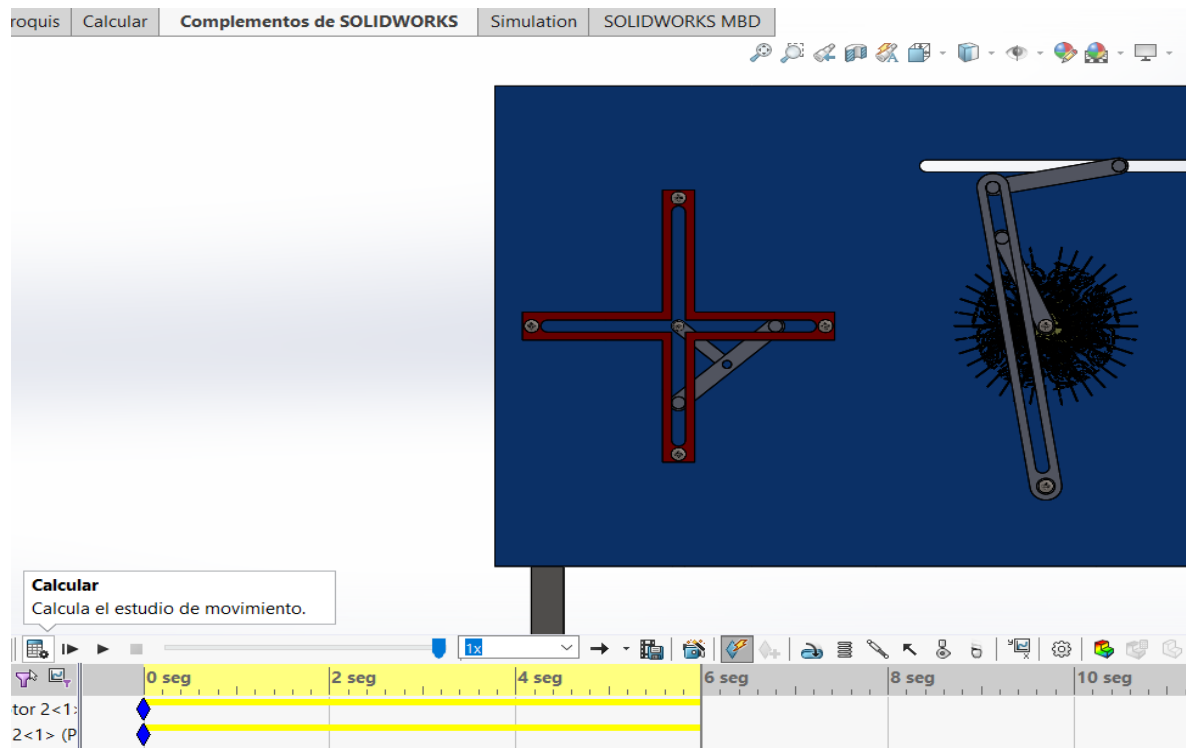 roquis Calcular Complementos de SOLIDWORKS Simulation SOLIDWORKS MBD
Calcular
Calcula el estudio de movimiento.
1x
0 seg 2 seg 4 seg 6 seg 8 seg 10 seg
tor 2<1>
2<1> (P